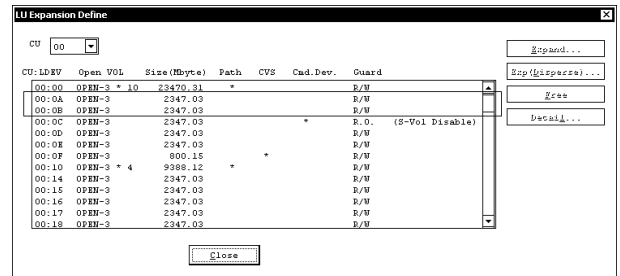 LU Expansion Define
CU 00
CU:LDEV Open VOL Size(Mbyte) Path CVS Cmd.Dev. Guard
00:00 OPEN-3 * 10 23470.31 * R/W
00:0A OPEN-3 2347.03 R/W
00:0B OPEN-3 2347.03 R/W
00:0C OPEN-3 2347.03 * R.O. (S-Vol Disable)
00:0D OPEN-3 2347.03 R/W
00:0E OPEN-3 2347.03 R/W
00:0F OPEN-3 800.15 * R/W
00:10 OPEN-3 * 4 9388.12 * R/W
00:14 OPEN-3 2347.03 R/W
00:15 OPEN-3 2347.03 R/W
00:16 OPEN-3 2347.03 R/W
00:17 OPEN-3 2347.03 R/W
00:18 OPEN-3 2347.03 R/W
Expand...
Exp(Disperse)...
Free
Detail...
Close